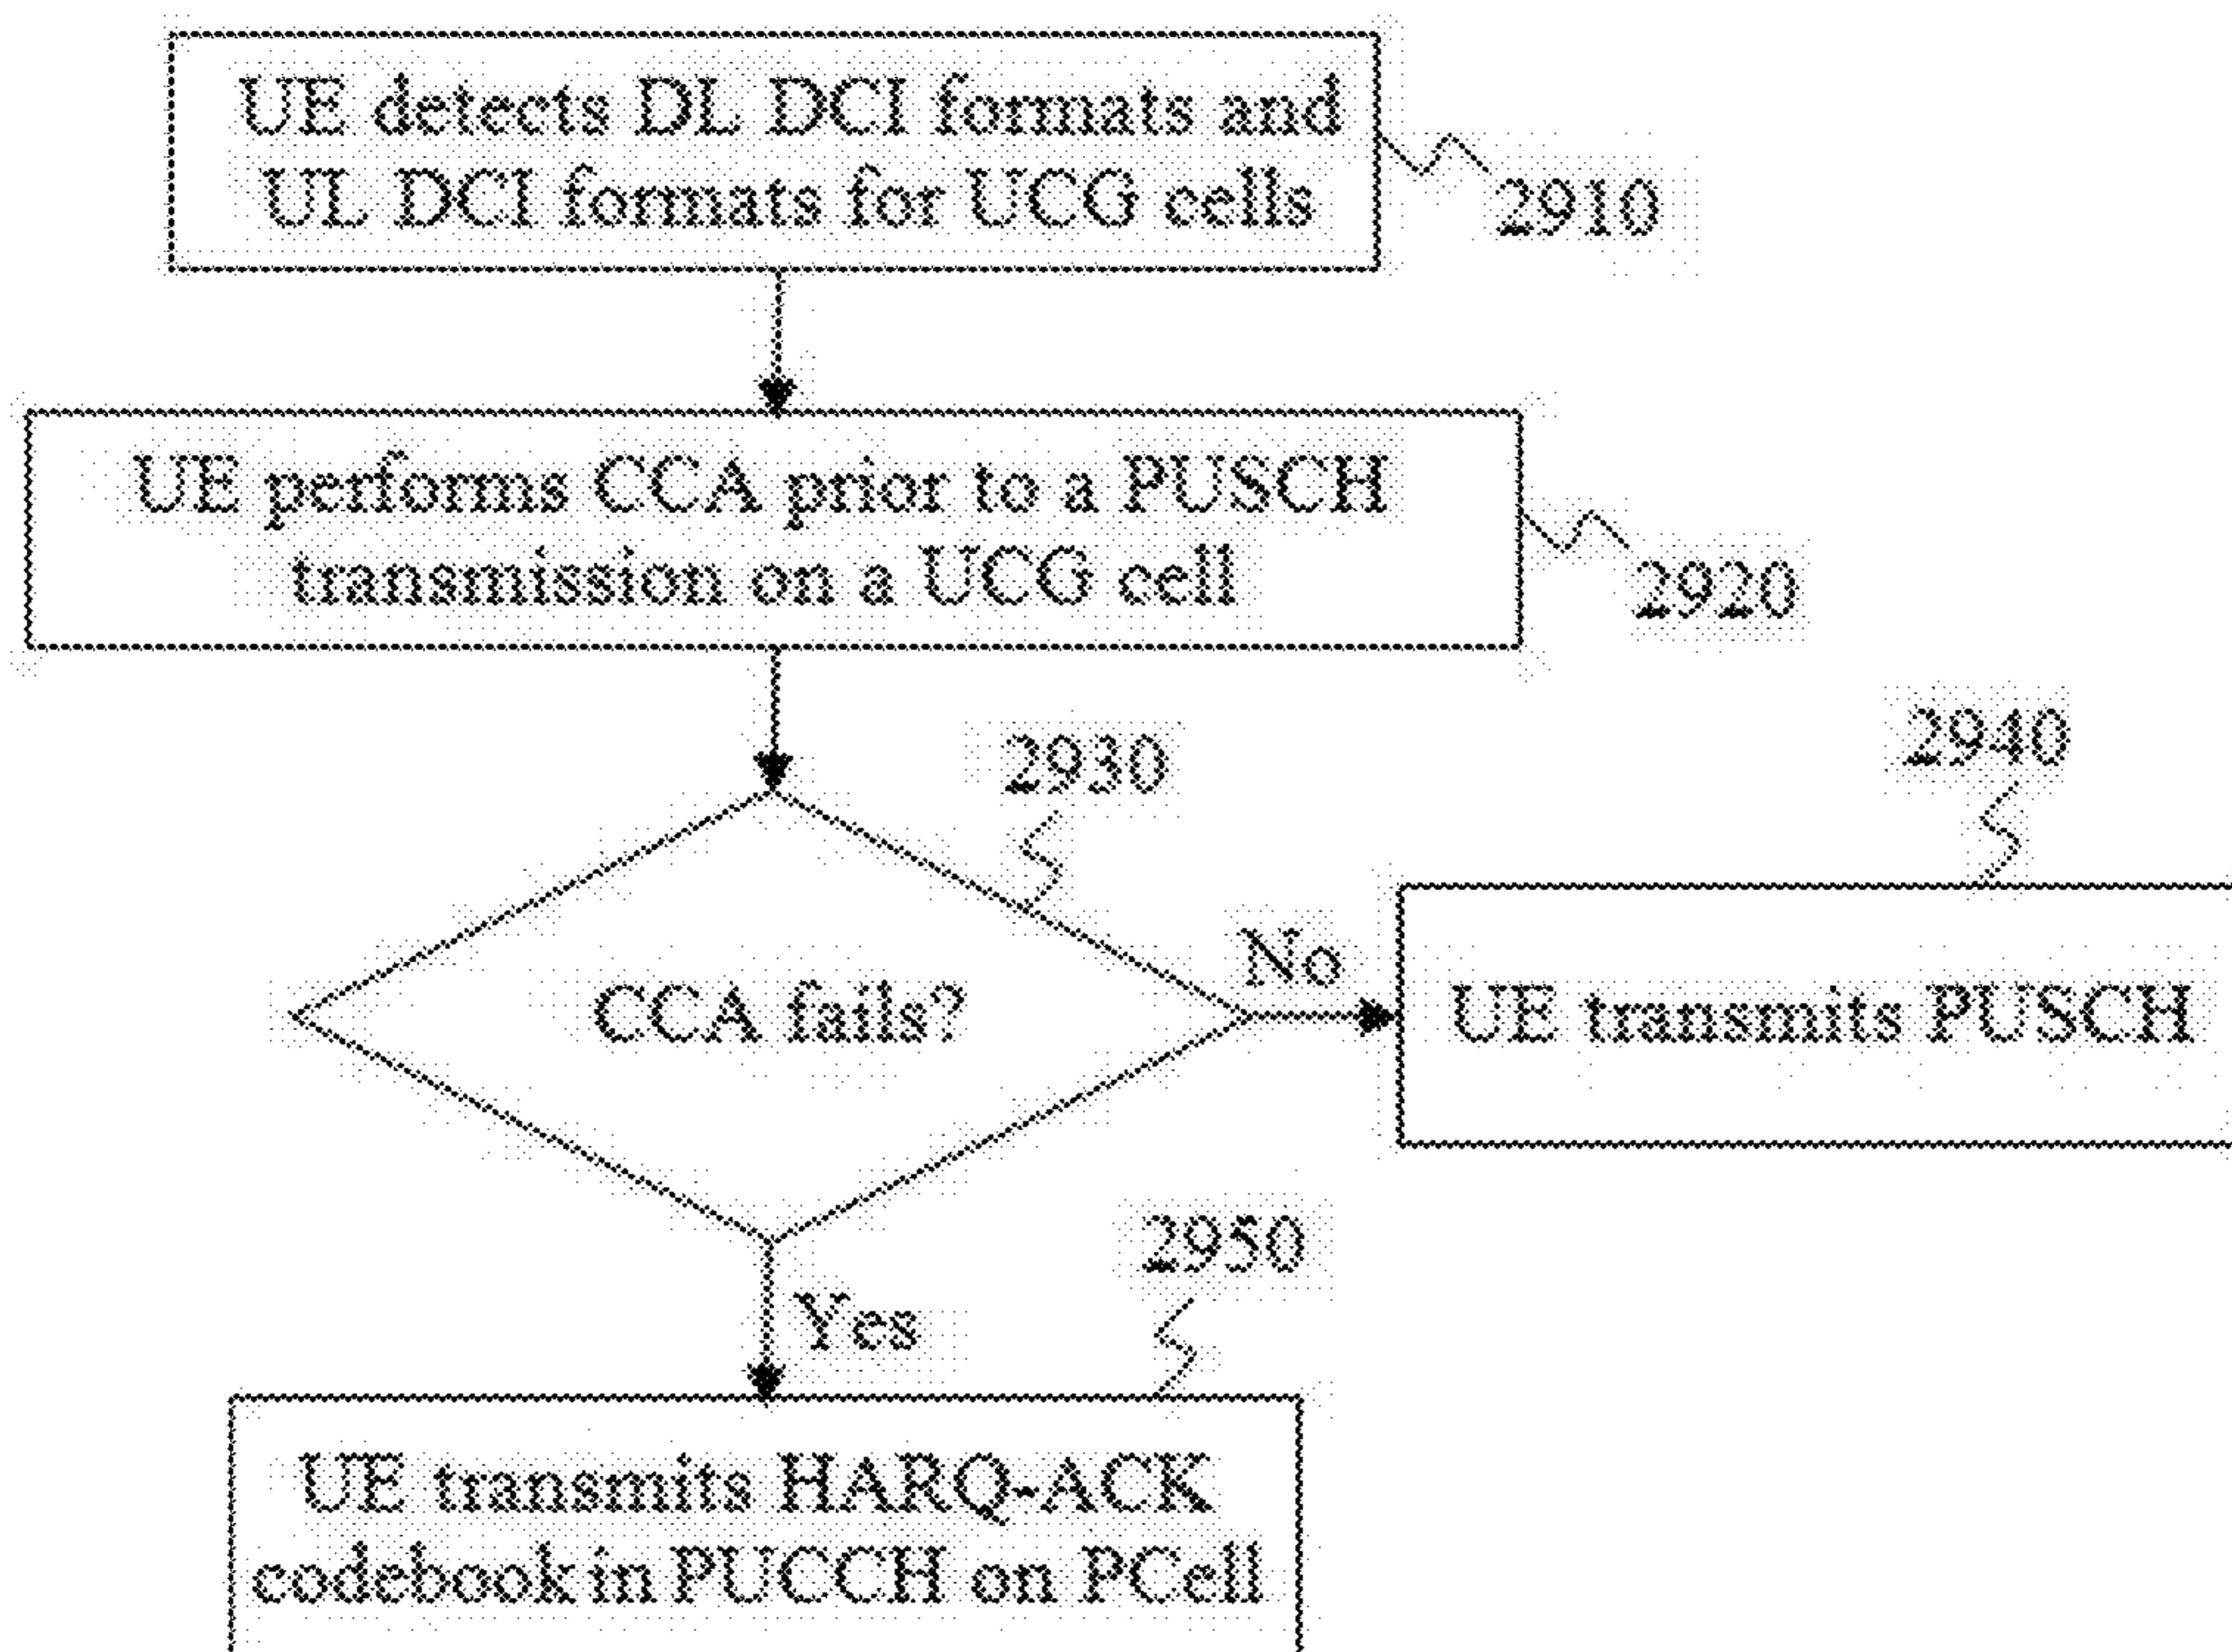 UE detects DL DCI formats and
UL DCI formats for UCG cells
2910
UE performs CCA prior to a PUSCH
transmission on a UCG cell
2920
2930
2940
CCA fails?
No
UE transmits PUSCH
2950
Yes
UE transmits HARQ-ACK
codebook in PUCCH on PCell